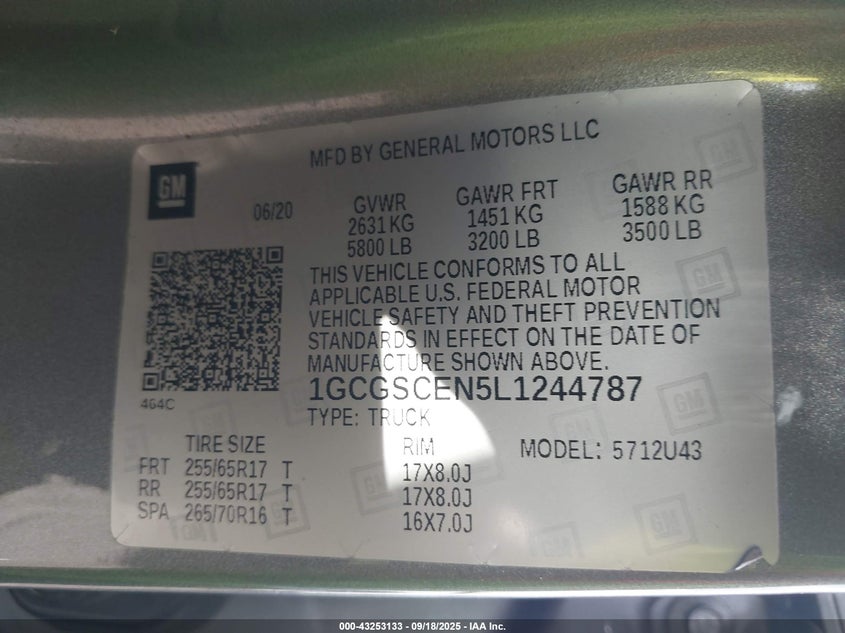 MFD BY GENERAL MOTORS LLC
GM
06/20
GVWR
2631 KG
5800 LB
GAWR FRT
1451 KG
3200 LB
GAWR RR
1588 KG
3500 LB
THIS VEHICLE CONFORMS TO ALL
APPLICABLE U.S. FEDERAL MOTOR
VEHICLE SAFETY AND THEFT PREVENTION
STANDARDS IN EFFECT ON THE DATE OF
MANUFACTURE SHOWN ABOVE.
464C
1GCGSCEN5L1244787
TYPE: TRUCK
TIRE SIZE RIM MODEL: 5712U43
FRT 255/65R17 T 17X8.0J
RR 255/65R17 T 17X8.0J
SPA 265/70R16 T 16X7.0J
000-43253133 - 09/18/2025 - IAA Inc.